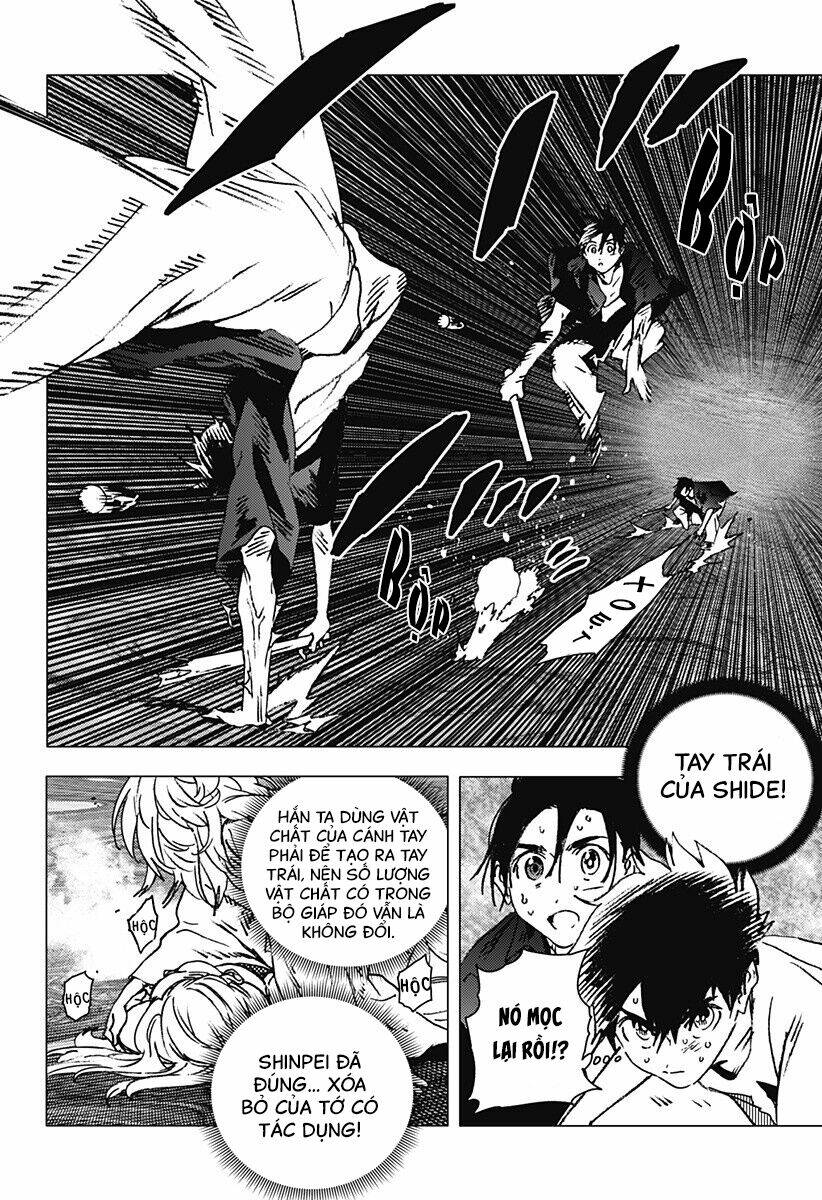 BỘP
BỘP
XOẸT
TAY TRÁI
CỦA SHIDE!
NÓ MỌC
LẠI RỒI!?
HẮN TA DÙNG VẬT
CHẤT CỦA CÁNH TAY
PHẢI ĐỂ TẠO RA TAY
TRÁI, NÊN SỐ LƯỢNG
VẬT CHẤT CÓ TRONG
BỘ GIÁP ĐÓ VẪN LÀ
KHÔNG ĐỔI.
HỘC
HỘC
HỘC
SHINPEI ĐÃ
ĐÚNG... XÓA
BỎ CỦA TỚ CÓ
TÁC DỤNG!